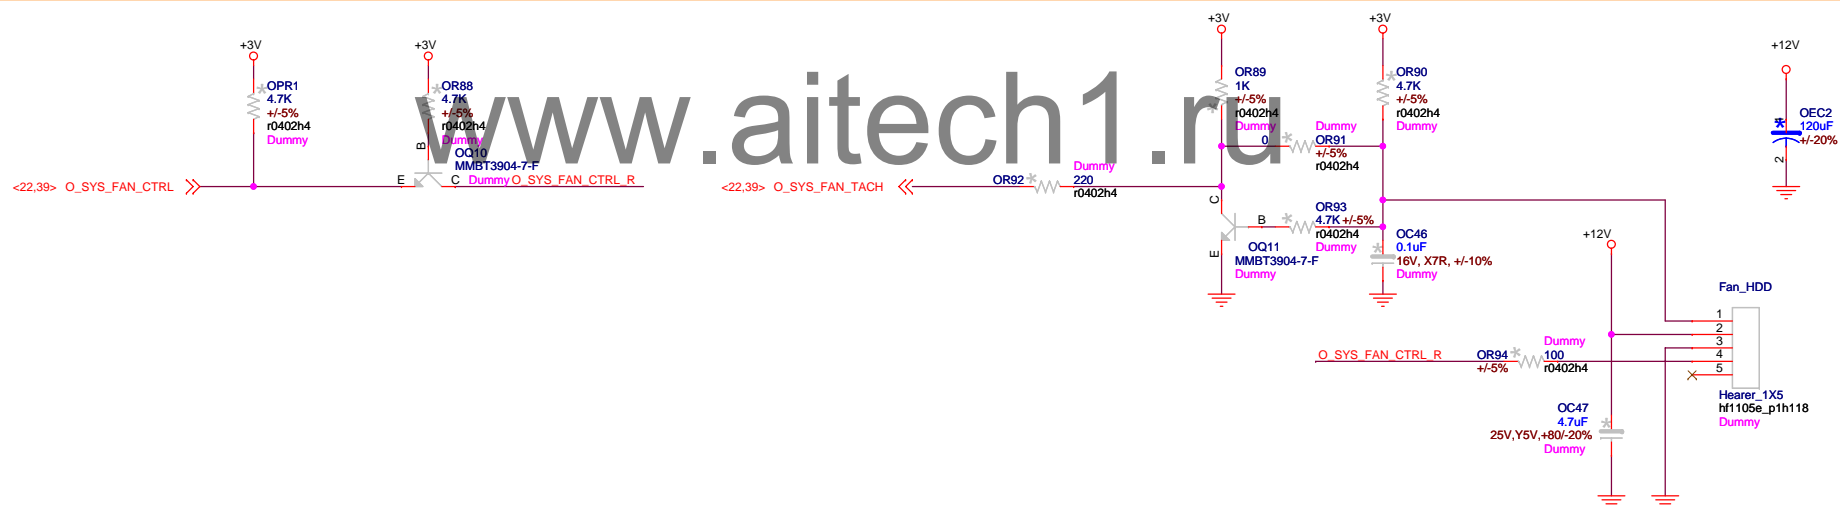 +3V
OPR1
4.7K
+/-5%
r0402h4
Dummy
+3V
OR88
4.7K
+/-5%
r0402h4
Dummy
B
OQ10
MMBT3904-7-F
<22,39> O_SYS_FAN_CTRL
E
C
Dummy
O_SYS_FAN_CTRL_R
www.aitech1.ru
+3V
OR89
1K
+/-5%
r0402h4
Dummy
+3V
OR90
4.7K
+/-5%
r0402h4
Dummy
Dummy
0
OR91
+/-5%
r0402h4
<22,39> O_SYS_FAN_TACH
OR92
Dummy
220
r0402h4
C
B
E
OR93
4.7K +/-5%
r0402h4
Dummy
OQ11
MMBT3904-7-F
Dummy
OC46
0.1uF
16V, X7R, +/-10%
Dummy
+12V
1
OEC2
120uF
+/-20%
2
+12V
Fan_HDD
1
2
3
4
5
Hearer_1X5
hf1105e_p1h118
Dummy
O_SYS_FAN_CTRL_R
OR94
+/-5%
Dummy
100
r0402h4
OC47
4.7uF
25V,Y5V,+80/-20%
Dummy